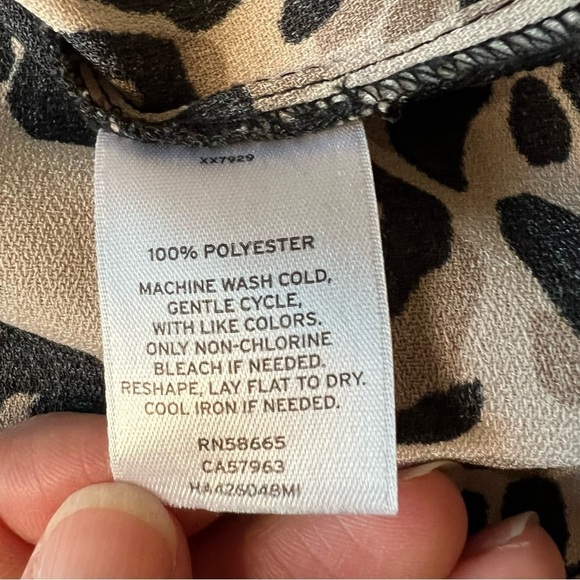 XX7929
100% POLYESTER
MACHINE WASH COLD,
GENTLE CYCLE,
WITH LIKE COLORS.
ONLY NON-CHLORINE
BLEACH IF NEEDED.
RESHAPE, LAY FLAT TO DRY.
COOL IRON IF NEEDED.
RN58665
CA57963
HA426048MI